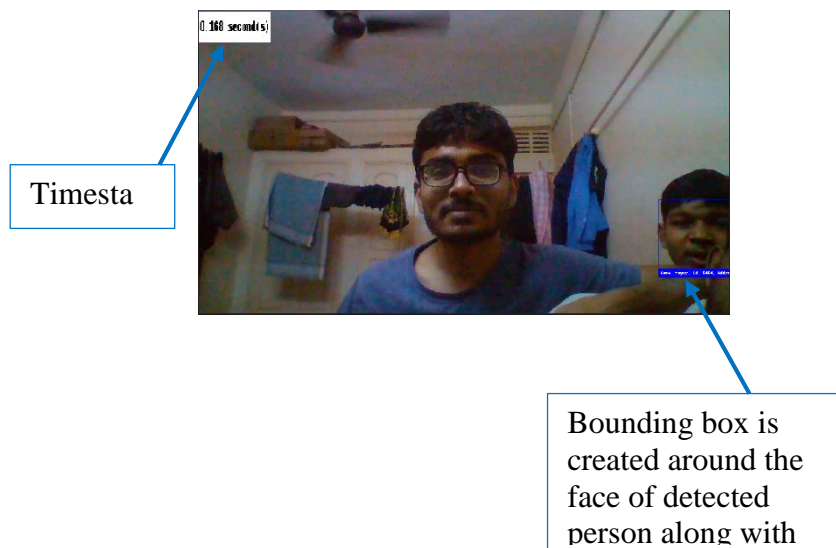 0.168 second(s)
Timesta
Bounding box is
created around the
face of detected
person along with